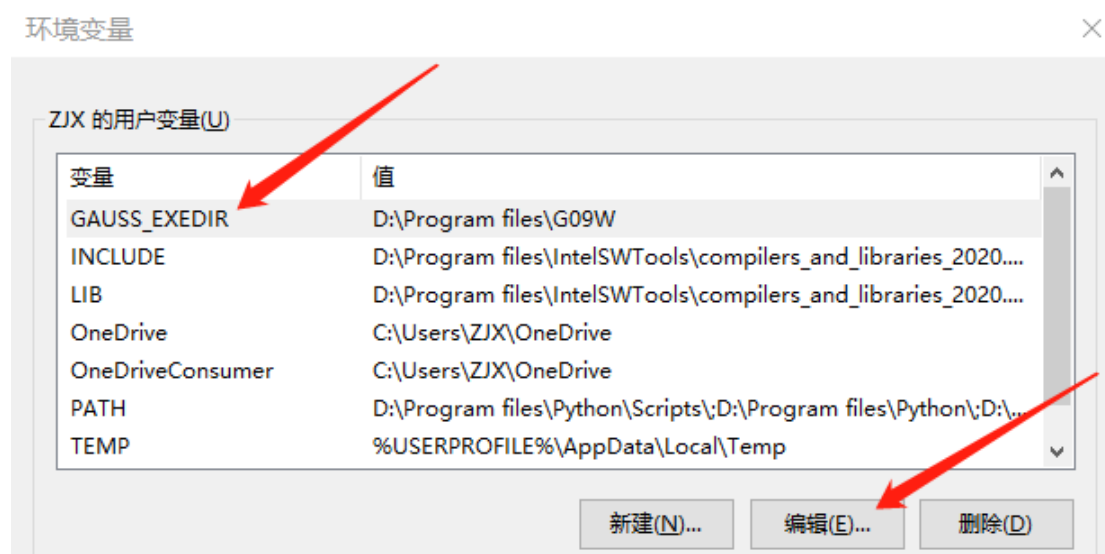 环境变量
ZJX 的用户变量(U)
变量 值
GAUSS_EXEDIR D:\Program files\G09W
INCLUDE D:\Program files\IntelSWTools\compilers_and_libraries_2020....
LIB D:\Program files\IntelSWTools\compilers_and_libraries_2020....
OneDrive C:\Users\ZJX\OneDrive
OneDriveConsumer C:\Users\ZJX\OneDrive
PATH D:\Program files\Python\Scripts\;D:\Program files\Python\;D:\...
TEMP %USERPROFILE%\AppData\Local\Temp
新建(N)... 编辑(E)... 删除(D)